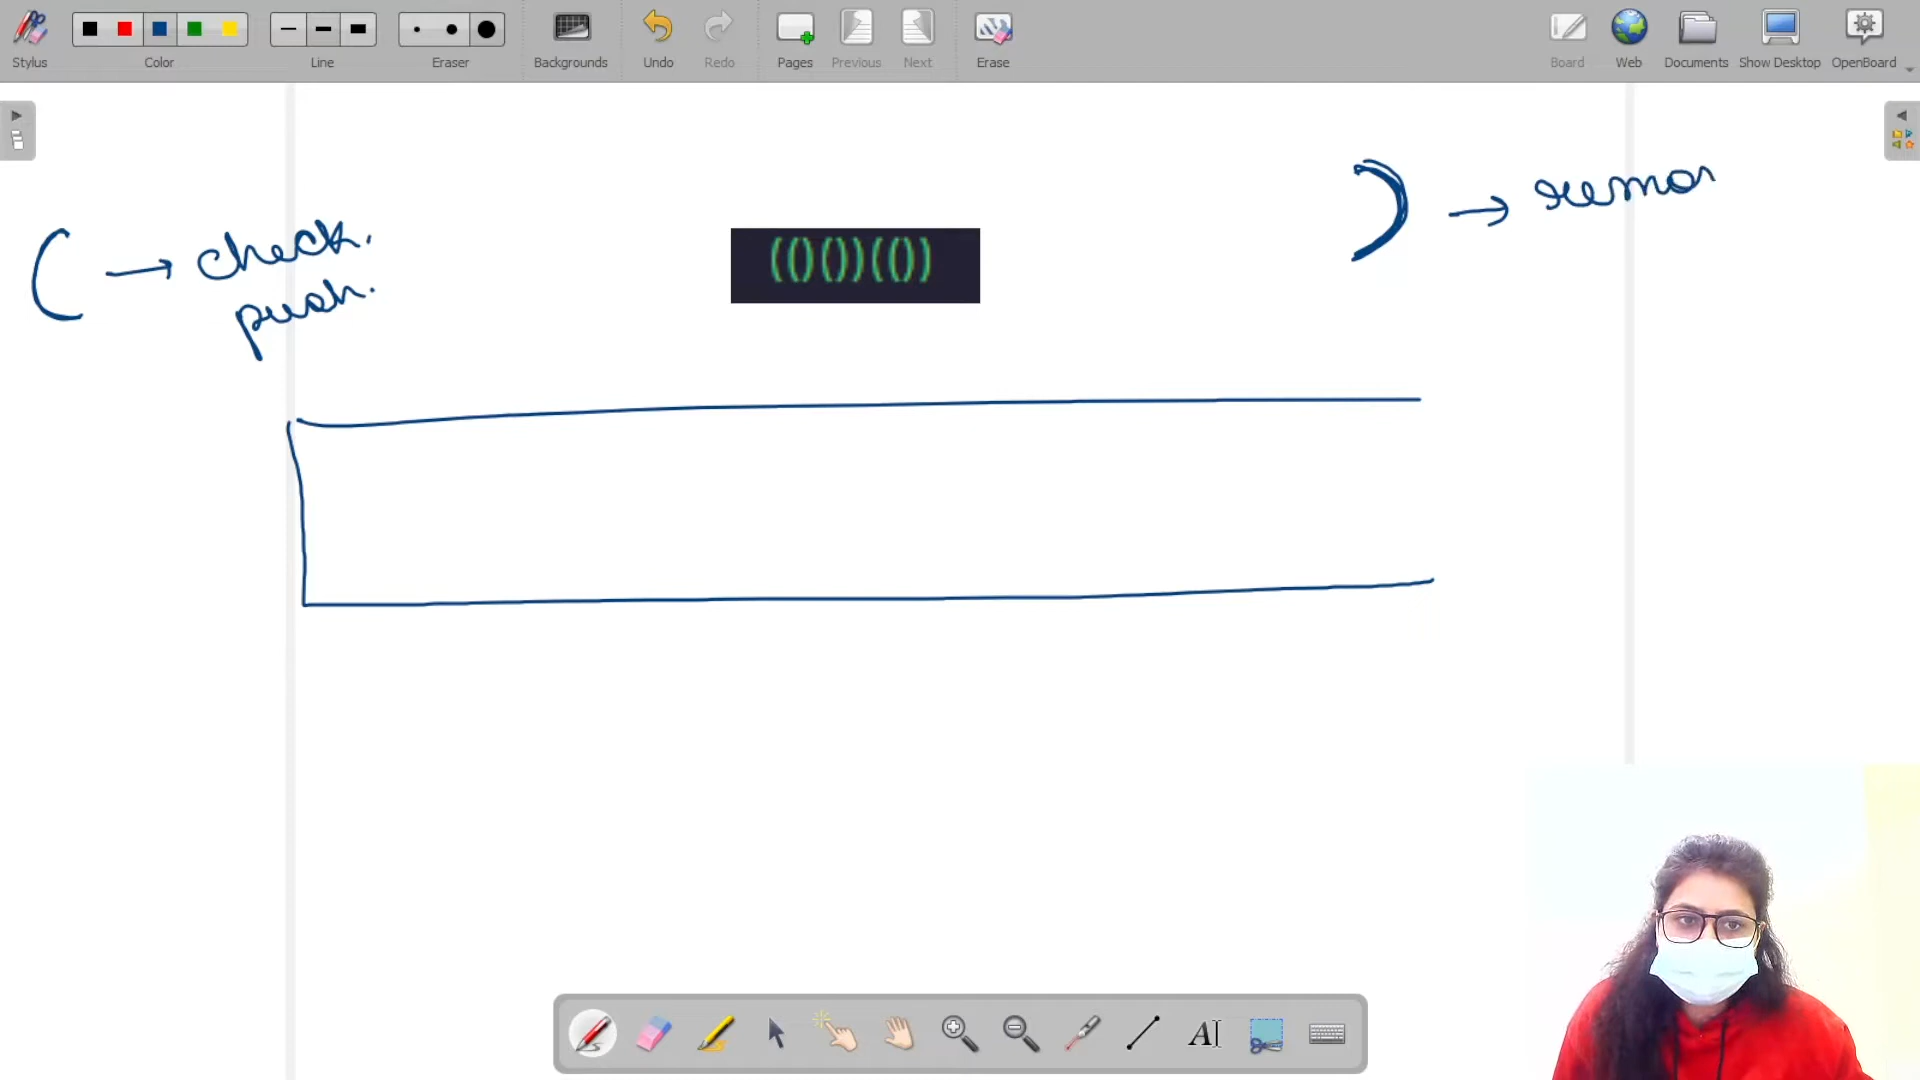 Stylus
Color
Line
Eraser
Backgrounds
Undo
Redo
Pages
Previous
Next
Erase
Board
Web
Documents
Show Desktop
OpenBoard
( → check.
push.
(()())(())
) → remov
A